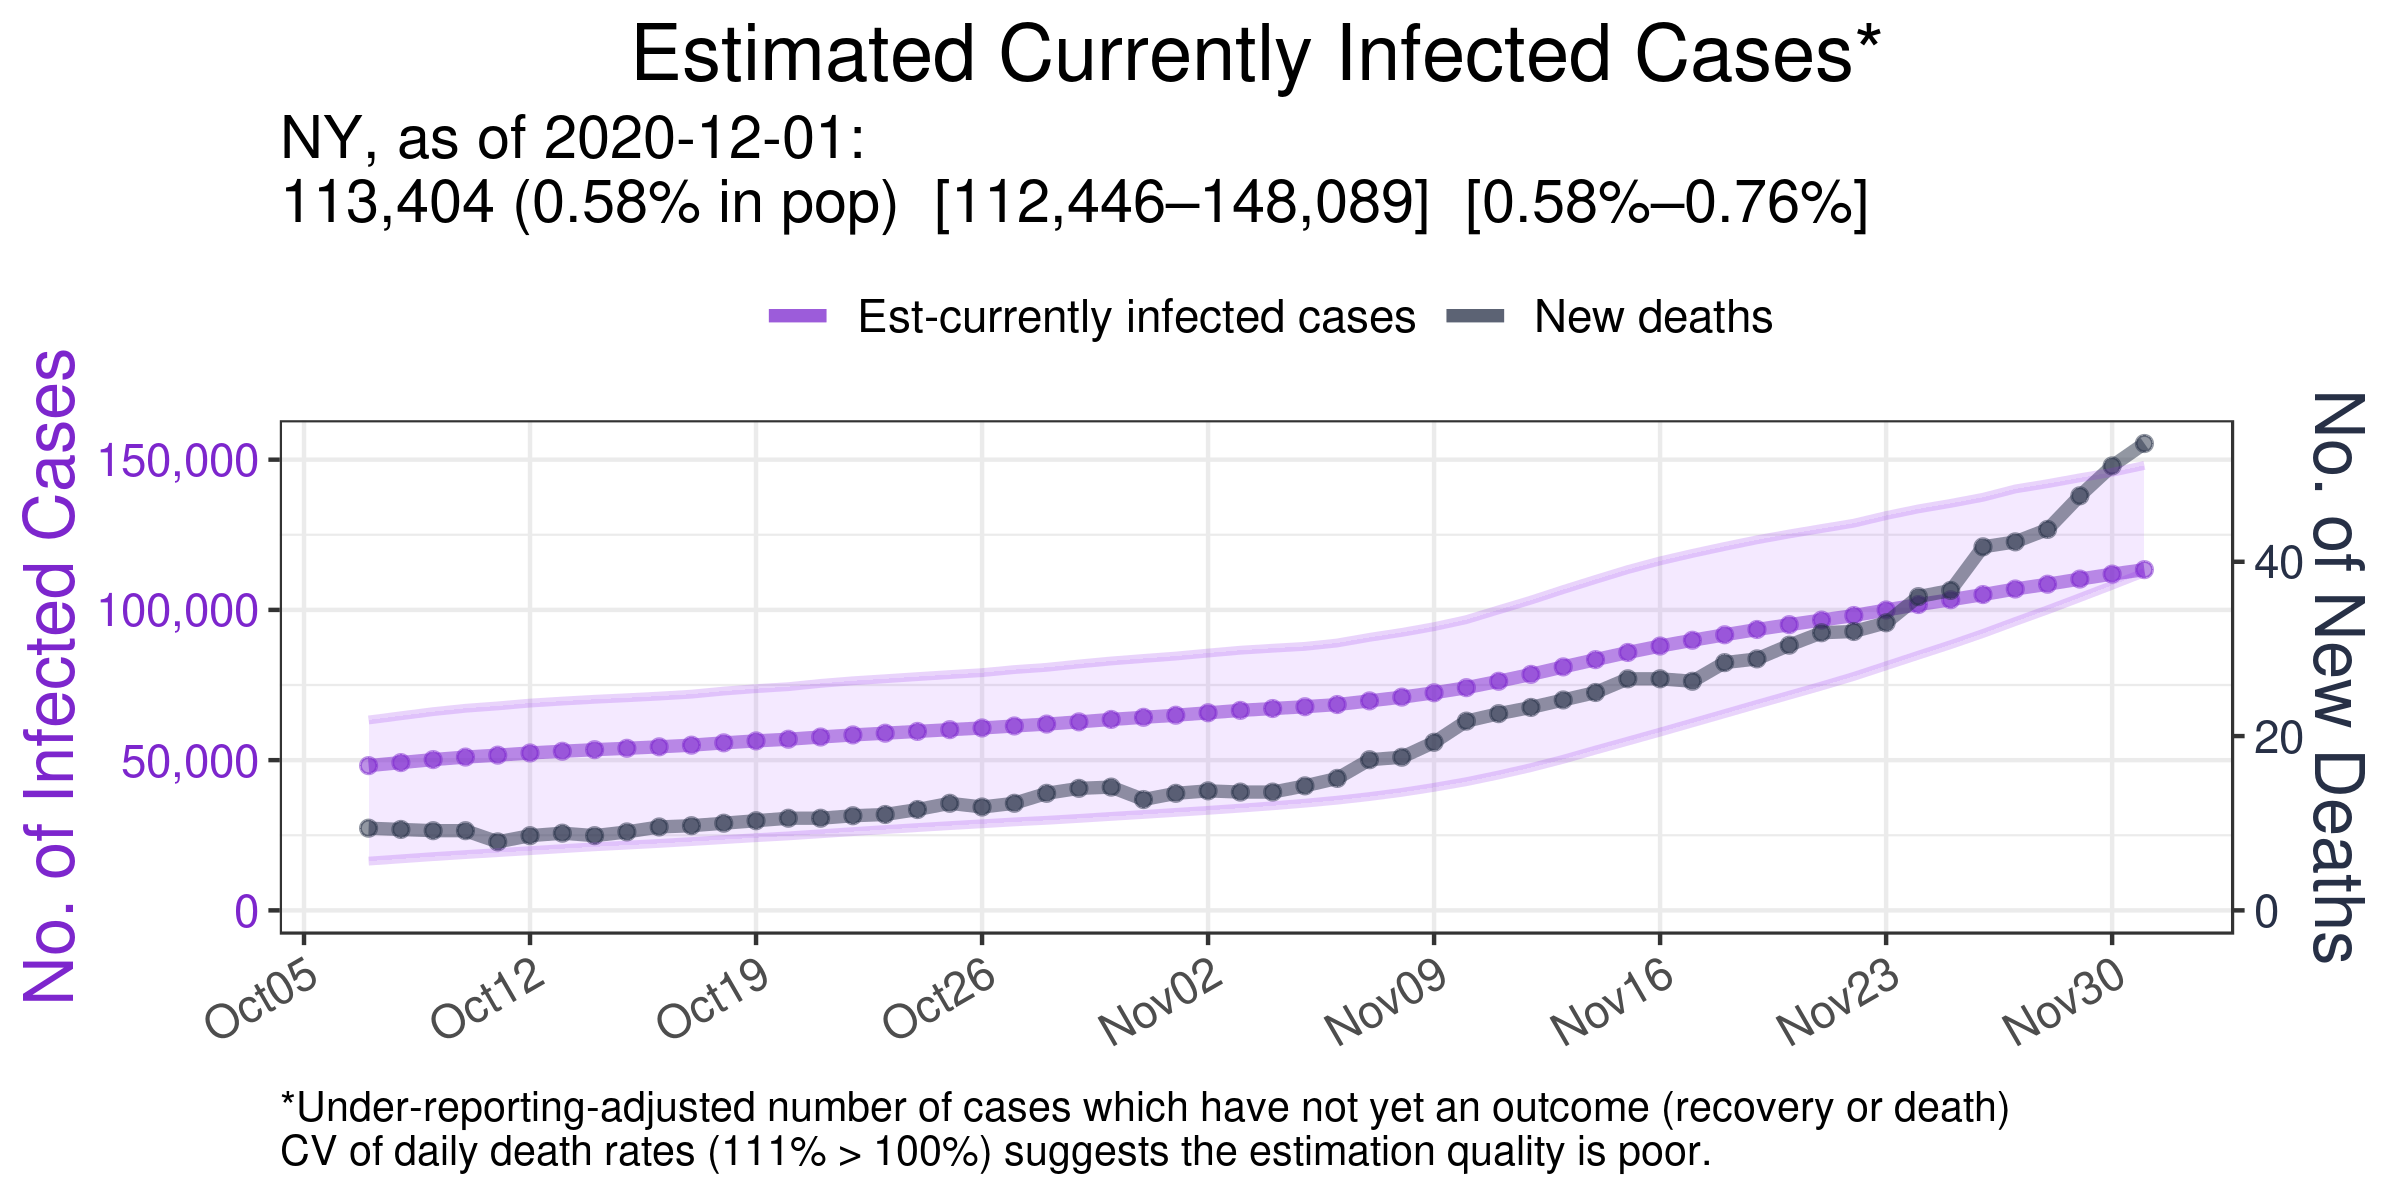 Estimated Currently Infected Cases*
NY, as of 2020-12-01:
113,404 (0.58% in pop)  [112,446–148,089]  [0.58%–0.76%]
Est-currently infected cases
New deaths
No. of Infected Cases
150,000
100,000
50,000
0
40
20
0
No. of New Deaths
Oct05
Oct12
Oct19
Oct26
Nov02
Nov09
Nov16
Nov23
Nov30
*Under-reporting-adjusted number of cases which have not yet an outcome (recovery or death)
CV of daily death rates (111% > 100%) suggests the estimation quality is poor.